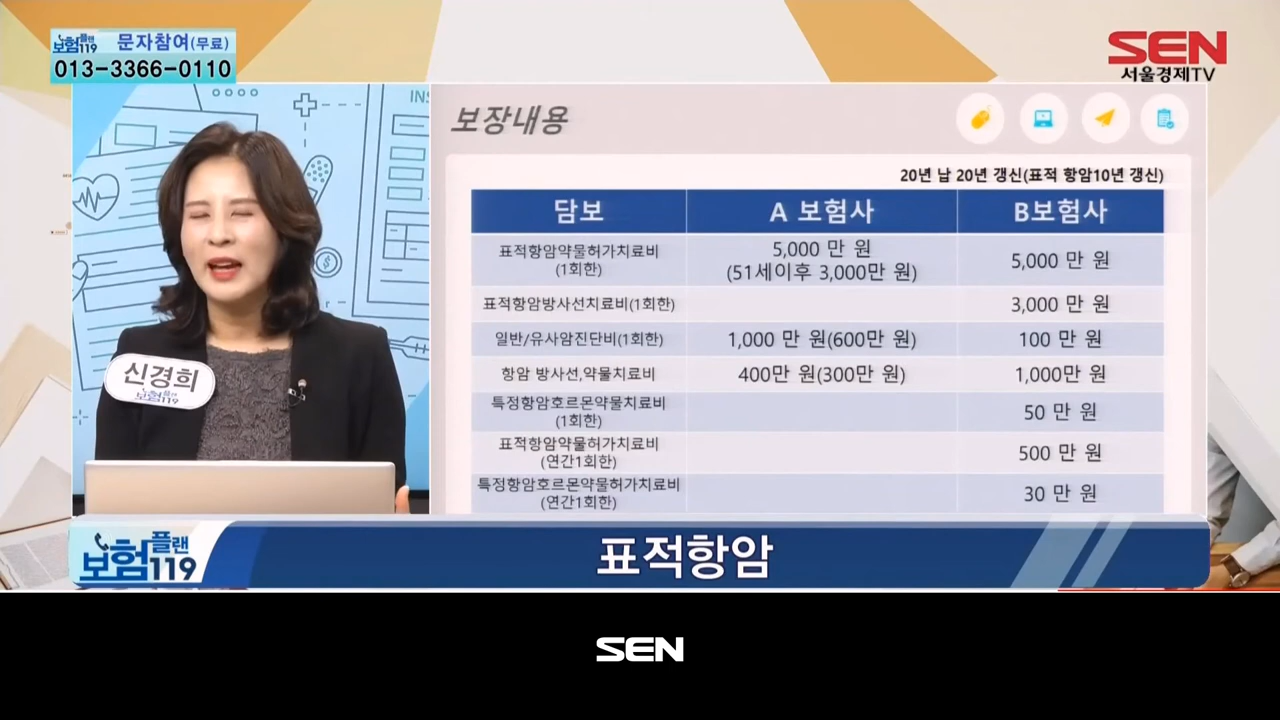 보험플랜119 문자참여(무료)
013-3366-0110
SEN
서울경제TV
INS
보장내용
20년 납 20년 갱신(표적 항암10년 갱신)
담보 A 보험사 B보험사
표적항암약물허가치료비
(1회한)
5,000 만 원
(51세이후 3,000만 원)
5,000 만 원
표적항암방사선치료비(1회한) 3,000 만 원
일반/유사암진단비(1회한) 1,000 만 원(600만 원) 100 만 원
항암 방사선,약물치료비 400만 원(300만 원) 1,000만 원
특정항암호르몬약물치료비
(1회한)
50 만 원
표적항암약물허가치료비
(연간1회한)
500 만 원
특정항암호르몬약물허가치료비
(연간1회한)
30 만 원
신경희
보험플랜119
보험플랜119
표적항암
SEN